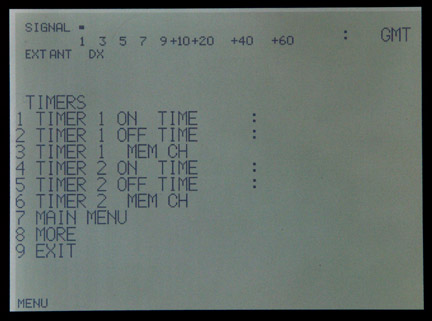 SIGNAL
1 3 5 7 9+10+20 +40 +60 : GMT
EXT ANT DX
TIMERS
1 TIMER 1 ON TIME :
2 TIMER 1 OFF TIME :
3 TIMER 1 MEM CH
4 TIMER 2 ON TIME :
5 TIMER 2 OFF TIME :
6 TIMER 2 MEM CH
7 MAIN MENU
8 MORE
9 EXIT
MENU